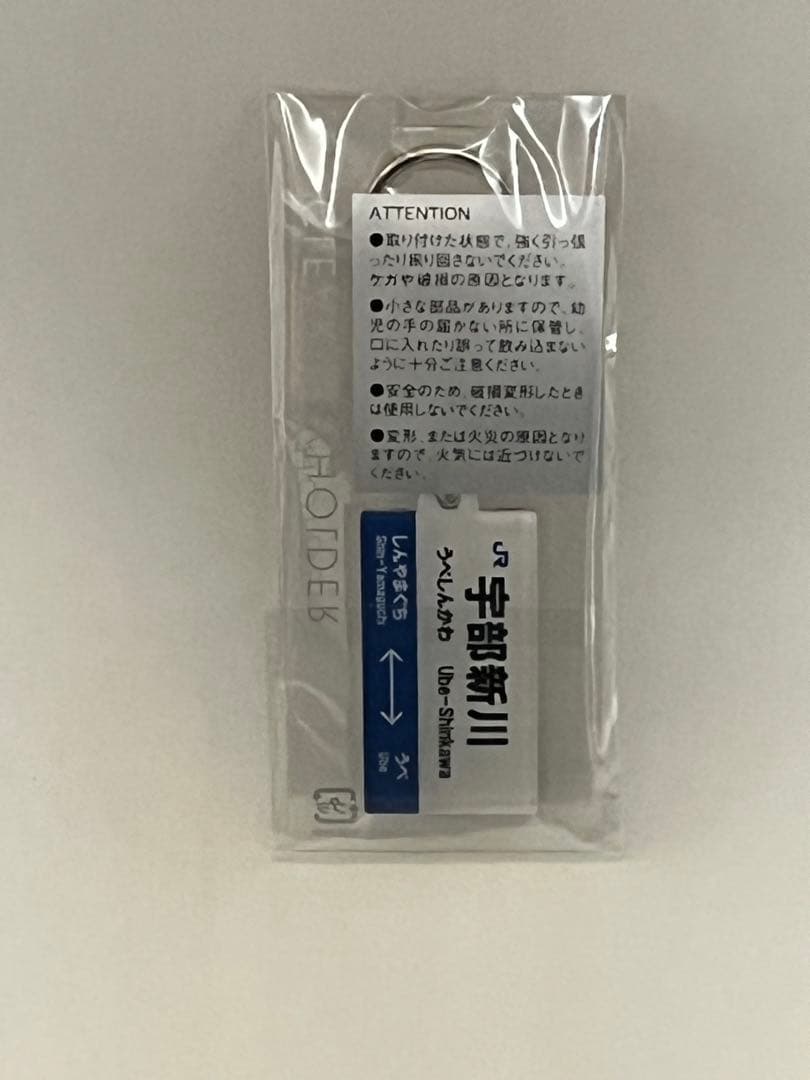 ATTENTION
●取り付けた状態で、強く引っ張
ったり振り回さないでください。
ケガや破損の原因となります。
●小さな部品がありますので、幼
児の手の届かない所に保管し、
口に入れたり誤って飲み込まない
ように十分ご注意ください。
●安全のため、破損変形したとき
は使用しないでください。
●変形、または火災の原因となり
ますので、火気には近づけないで
ください。
HOLDER
JR
宇部新川
うべしんかわ Ube-Shinkawa
しんやまぐち
Shin-Yamaguchi
↔
うべ
Ube